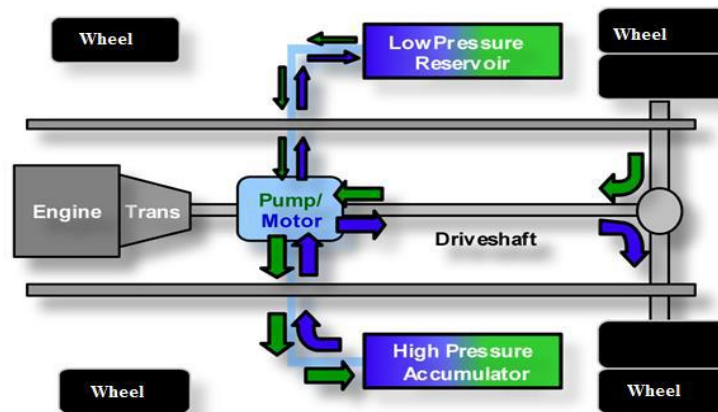 Wheel
Low Pressure
Reservoir
Wheel
Engine
Trans
Pump/
Motor
Driveshaft
High Pressure
Accumulator
Wheel
Wheel